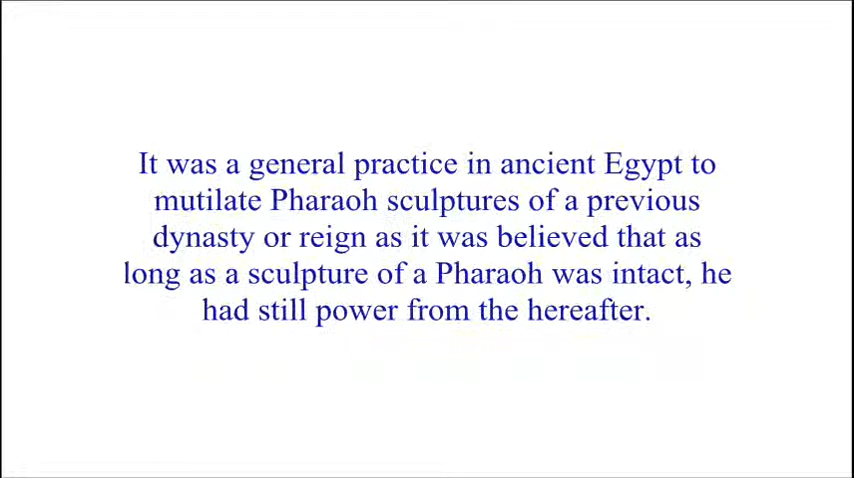 It was a general practice in ancient Egypt to
mutilate Pharaoh sculptures of a previous
dynasty or reign as it was believed that as
long as a sculpture of a Pharaoh was intact, he
had still power from the hereafter.